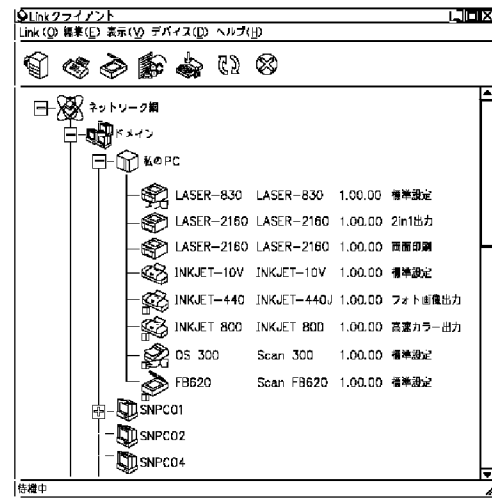 Linkクライアント
Link(O) 編集(E) 表示(V) デバイス(D) ヘルプ(H)
ネットワーク網
ドメイン
私のPC
LASER-830 LASER-830 1.00.00 標準設定
LASER-2160 LASER-2160 1.00.00 2in1出力
LASER-2160 LASER-2160 1.00.00 両面印刷
INKJET-10V INKJET-10V 1.00.00 標準設定
INKJET-440 INKJET-440J 1.00.00 フォト画像出力
INKJET 800 INKJET 800 1.00.00 高速カラー出力
OS 300 Scan 300 1.00.00 標準設定
FB620 Scan FB620 1.00.00 標準設定
SNPC01
SNPC02
SNPC04
待機中